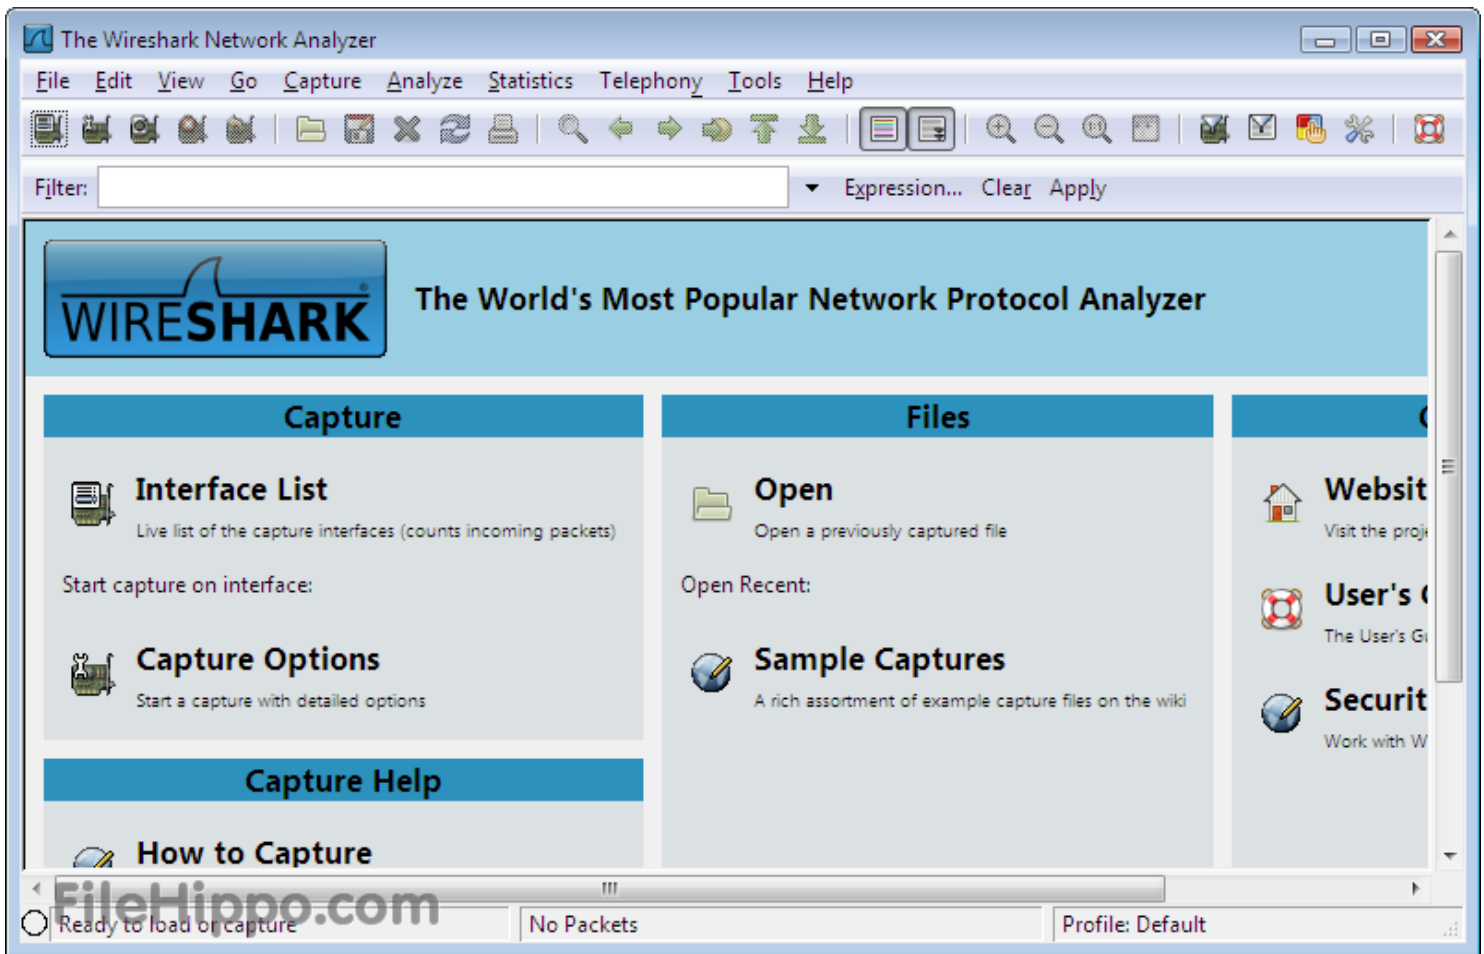 The Wireshark Network Analyzer
File Edit View Go Capture Analyze Statistics Telephony Tools Help
Filter: Expression... Clear Apply
WIRESHARK®
The World's Most Popular Network Protocol Analyzer
Capture
Interface List
Live list of the capture interfaces (counts incoming packets)
Start capture on interface:
Capture Options
Start a capture with detailed options
Capture Help
How to Capture
Files
Open
Open a previously captured file
Open Recent:
Sample Captures
A rich assortment of example capture files on the wiki
Websit
Visit the proje
User's
The User's Gu
Securit
Work with W
FileHippo.com
Ready to load or capture
No Packets
Profile: Default